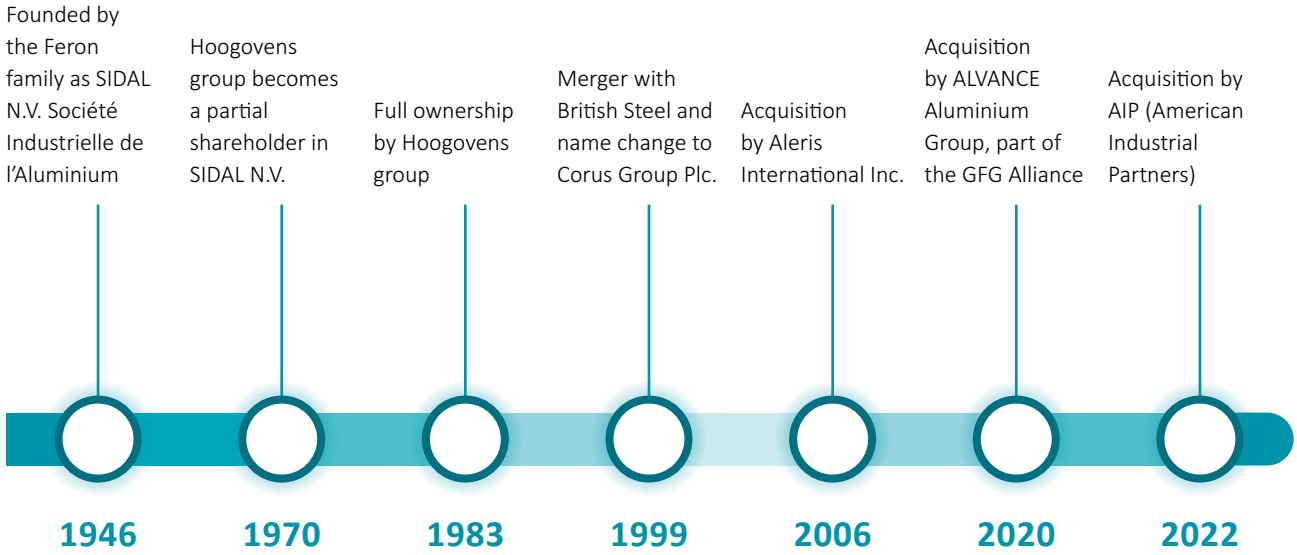 Founded by
the Feron
family as SIDAL
N.V. Société
Industrielle de
l’Aluminium
Hoogovens
group becomes
a partial
shareholder in
SIDAL N.V.
Full ownership
by Hoogovens
group
Merger with
British Steel and
name change to
Corus Group Plc.
Acquisition
by Aleris
International Inc.
Acquisition
by ALVANCE
Aluminium
Group, part of
the GFG Alliance
Acquisition by
AIP (American
Industrial
Partners)
1946
1970
1983
1999
2006
2020
2022